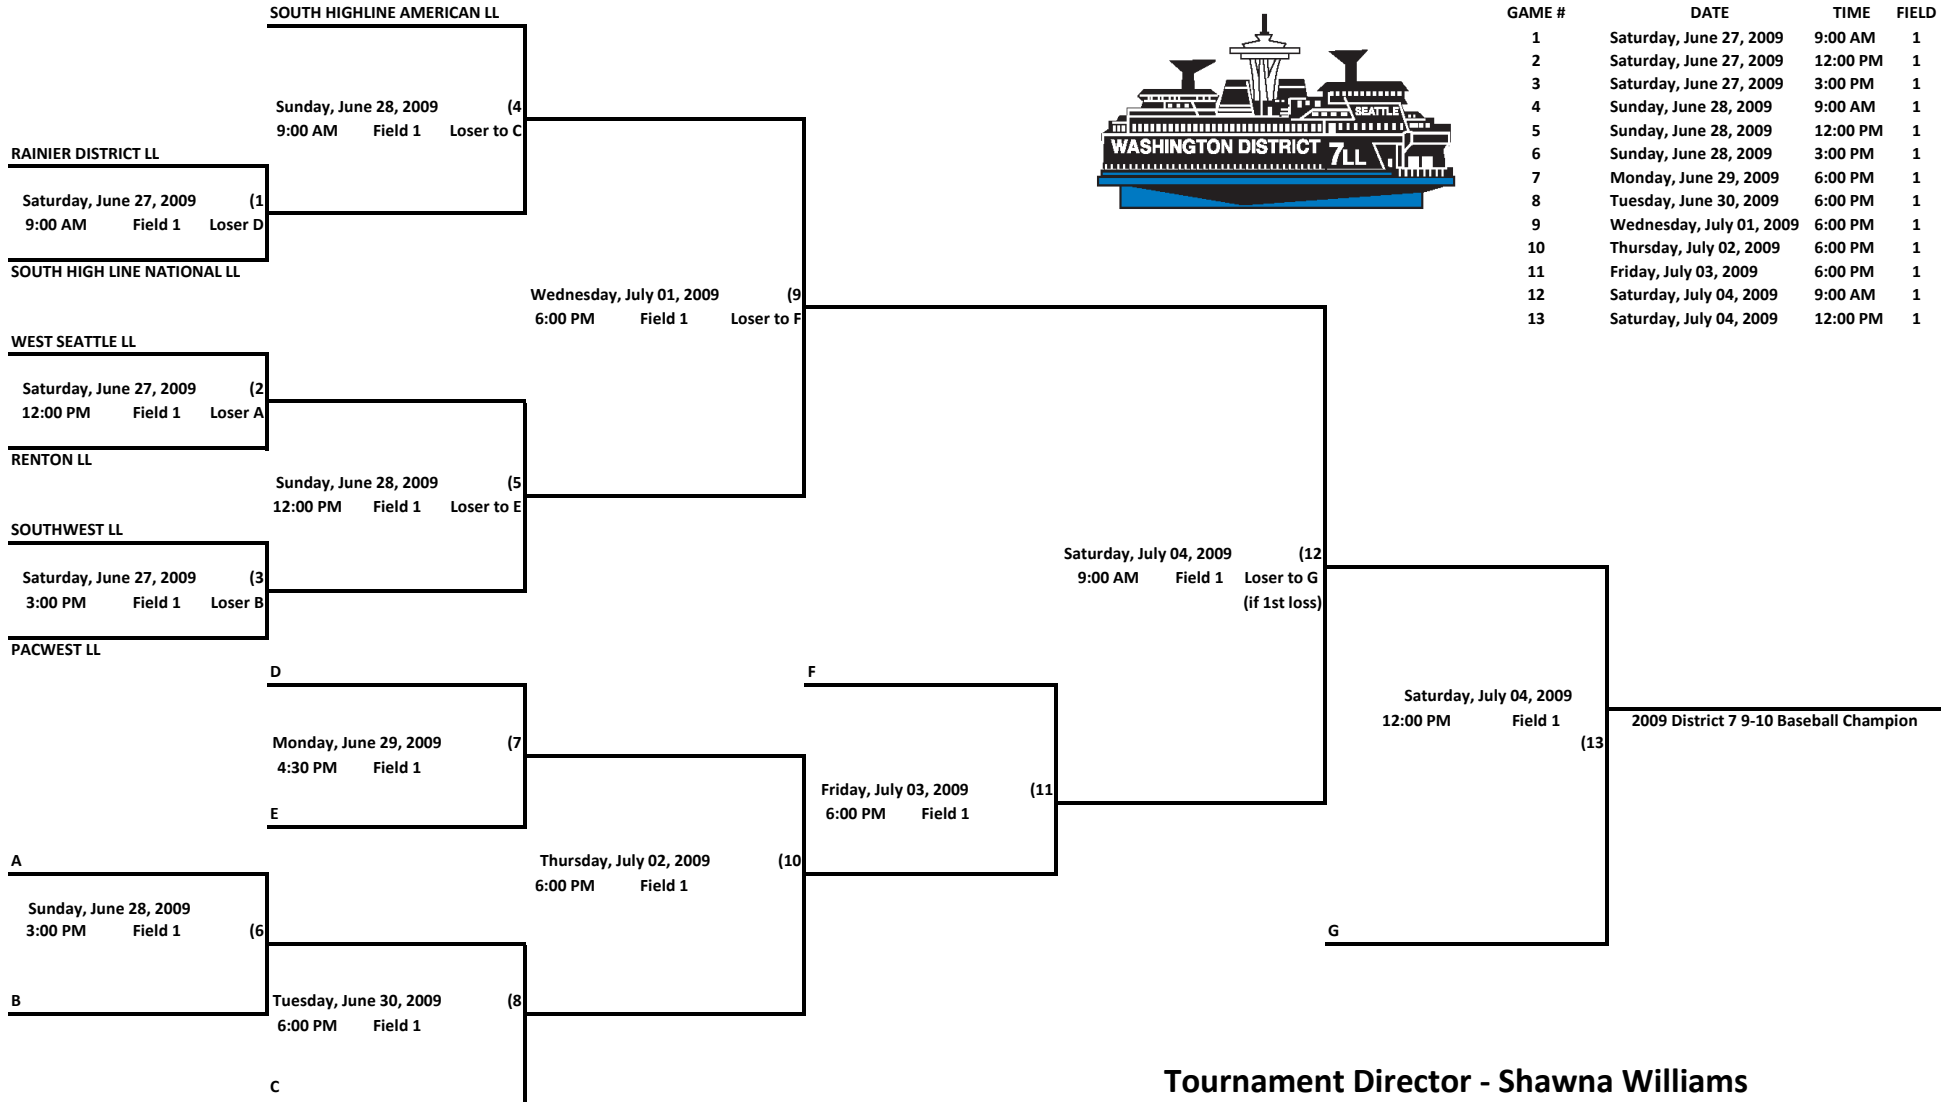 SOUTH HIGHLINE AMERICAN LL
GAME # DATE TIME FIELD
1 Saturday, June 27, 2009 9:00 AM 1
2 Saturday, June 27, 2009 12:00 PM 1
3 Saturday, June 27, 2009 3:00 PM 1
4 Sunday, June 28, 2009 9:00 AM 1
5 Sunday, June 28, 2009 12:00 PM 1
6 Sunday, June 28, 2009 3:00 PM 1
7 Monday, June 29, 2009 6:00 PM 1
8 Tuesday, June 30, 2009 6:00 PM 1
9 Wednesday, July 01, 2009 6:00 PM 1
10 Thursday, July 02, 2009 6:00 PM 1
11 Friday, July 03, 2009 6:00 PM 1
12 Saturday, July 04, 2009 9:00 AM 1
13 Saturday, July 04, 2009 12:00 PM 1
SEATTLE
WASHINGTON DISTRICT 7LL
Sunday, June 28, 2009 (4
9:00 AM Field 1 Loser to C
RAINIER DISTRICT LL
Saturday, June 27, 2009 (1
9:00 AM Field 1 Loser D
SOUTH HIGH LINE NATIONAL LL
Wednesday, July 01, 2009 (9
6:00 PM Field 1 Loser to F
WEST SEATTLE LL
Saturday, June 27, 2009 (2
12:00 PM Field 1 Loser A
RENTON LL
Sunday, June 28, 2009 (5
12:00 PM Field 1 Loser to E
SOUTHWEST LL
Saturday, June 27, 2009 (3
3:00 PM Field 1 Loser B
PACWEST LL
Saturday, July 04, 2009 (12
9:00 AM Field 1 Loser to G
(if 1st loss)
D
F
Saturday, July 04, 2009
12:00 PM Field 1
(13
2009 District 7 9-10 Baseball Champion
Monday, June 29, 2009 (7
4:30 PM Field 1
E
Friday, July 03, 2009 (11
6:00 PM Field 1
A
Thursday, July 02, 2009 (10
6:00 PM Field 1
Sunday, June 28, 2009
3:00 PM Field 1 (6
G
B
Tuesday, June 30, 2009 (8
6:00 PM Field 1
C
Tournament Director - Shawna Williams